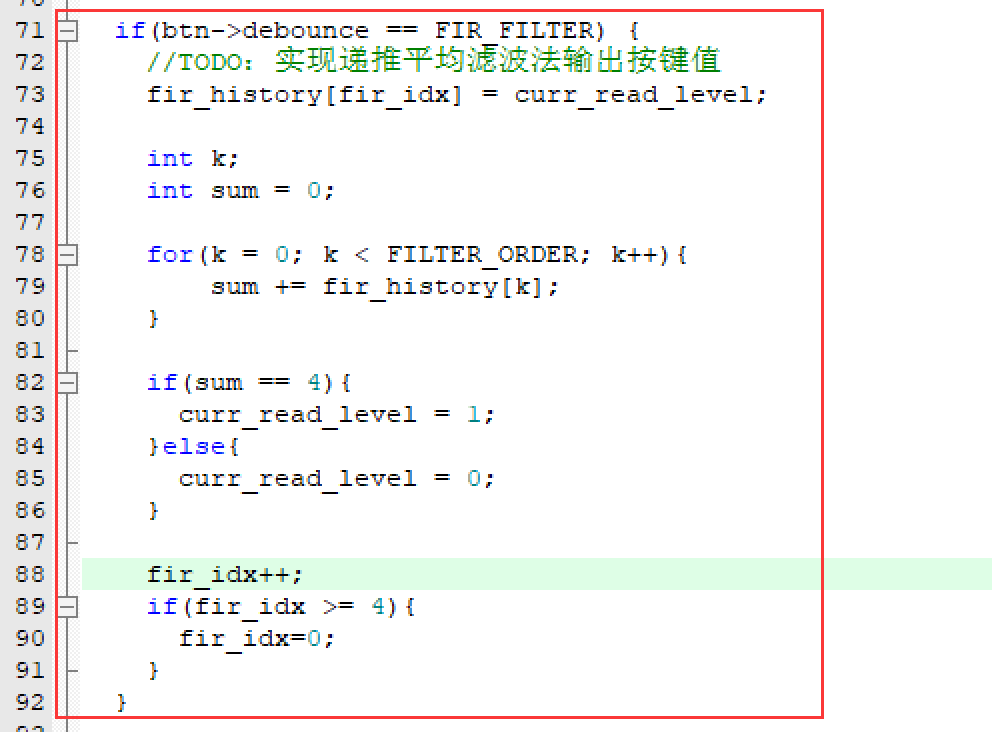 71 if(btn->debounce == FIR_FILTER) {
72 //TODO: 实现递推平均滤波法输出按键值
73 fir_history[fir_idx] = curr_read_level;
74
75 int k;
76 int sum = 0;
77
78 for(k = 0; k < FILTER_ORDER; k++){
79 sum += fir_history[k];
80 }
81
82 if(sum == 4){
83 curr_read_level = 1;
84 }else{
85 curr_read_level = 0;
86 }
87
88 fir_idx++;
89 if(fir_idx >= 4){
90 fir_idx=0;
91 }
92 }